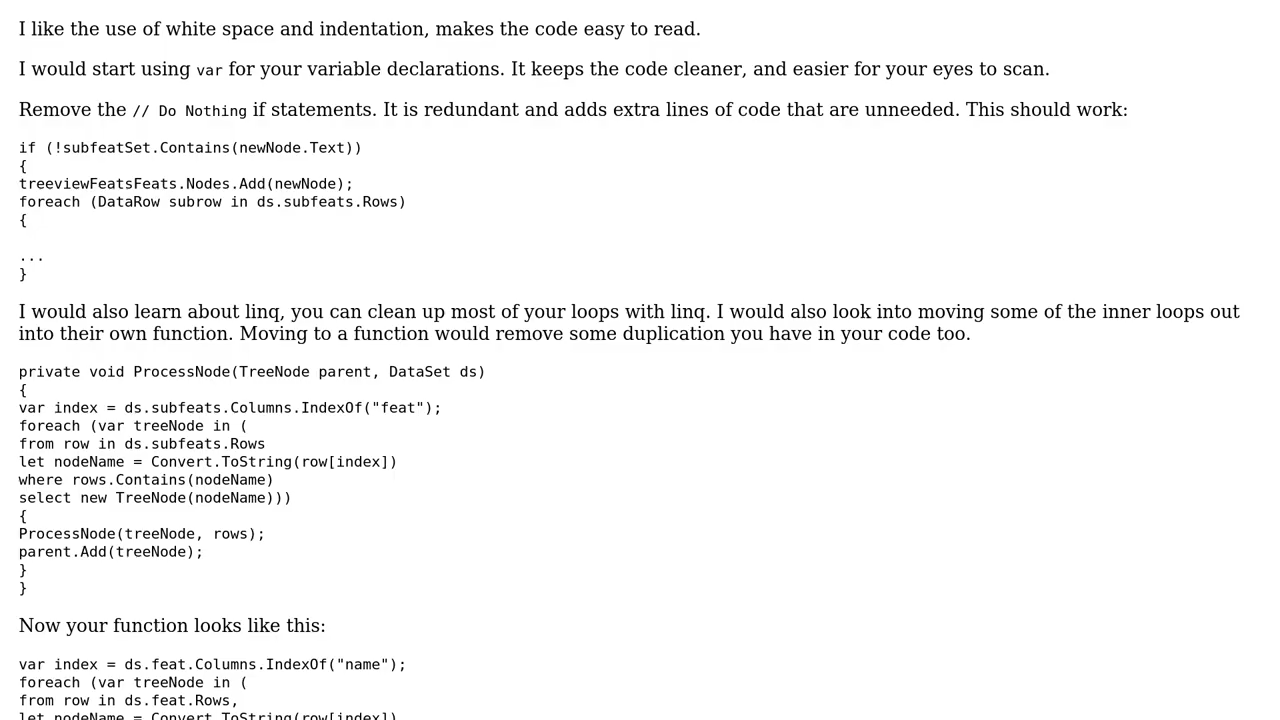 I like the use of white space and indentation, makes the code easy to read.
I would start using var for your variable declarations. It keeps the code cleaner, and easier for your eyes to scan.
Remove the // Do Nothing if statements. It is redundant and adds extra lines of code that are unneeded. This should work:
if (!subfeatSet.Contains(newNode.Text))
{
treeviewFeatsFeats.Nodes.Add(newNode);
foreach (DataRow subrow in ds.subfeats.Rows)
{
...
}
I would also learn about linq, you can clean up most of your loops with linq. I would also look into moving some of the inner loops out
into their own function. Moving to a function would remove some duplication you have in your code too.
private void ProcessNode(TreeNode parent, DataSet ds)
{
var index = ds.subfeats.Columns.IndexOf("feat");
foreach (var treeNode in (
from row in ds.subfeats.Rows
let nodeName = Convert.ToString(row[index])
where rows.Contains(nodeName)
select new TreeNode(nodeName)))
{
ProcessNode(treeNode, rows);
parent.Add(treeNode);
}
}
Now your function looks like this:
var index = ds.feat.Columns.IndexOf("name");
foreach (var treeNode in (
from row in ds.feat.Rows,
let nodeName = Convert.ToString(row[index])